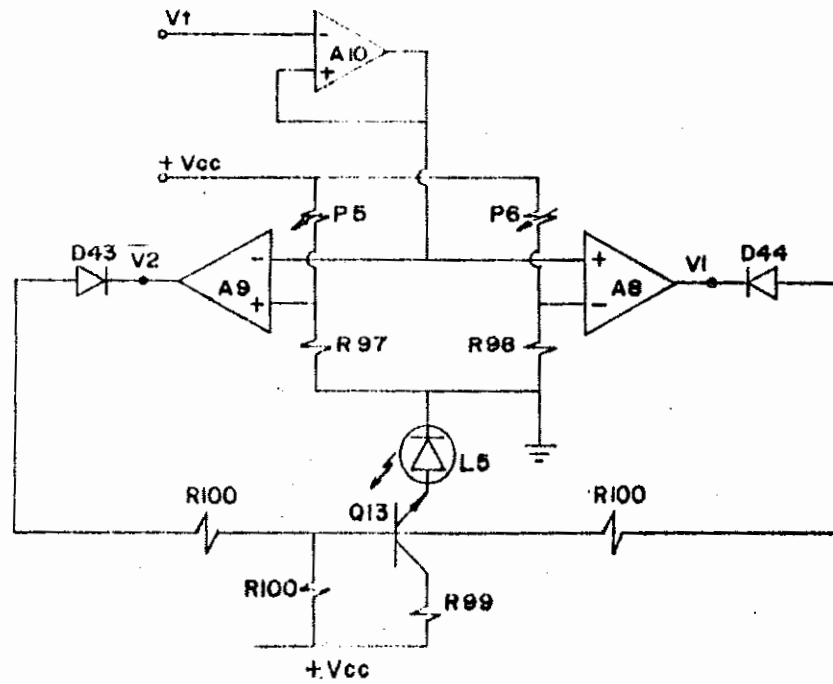 Vt
-
A10
+
+ Vcc
P5
P6
D43
V̅2
-
A9
+
+
A8
-
V1
D44
R97
R98
L5
R100
Q13
R100
R100
R99
+ Vcc